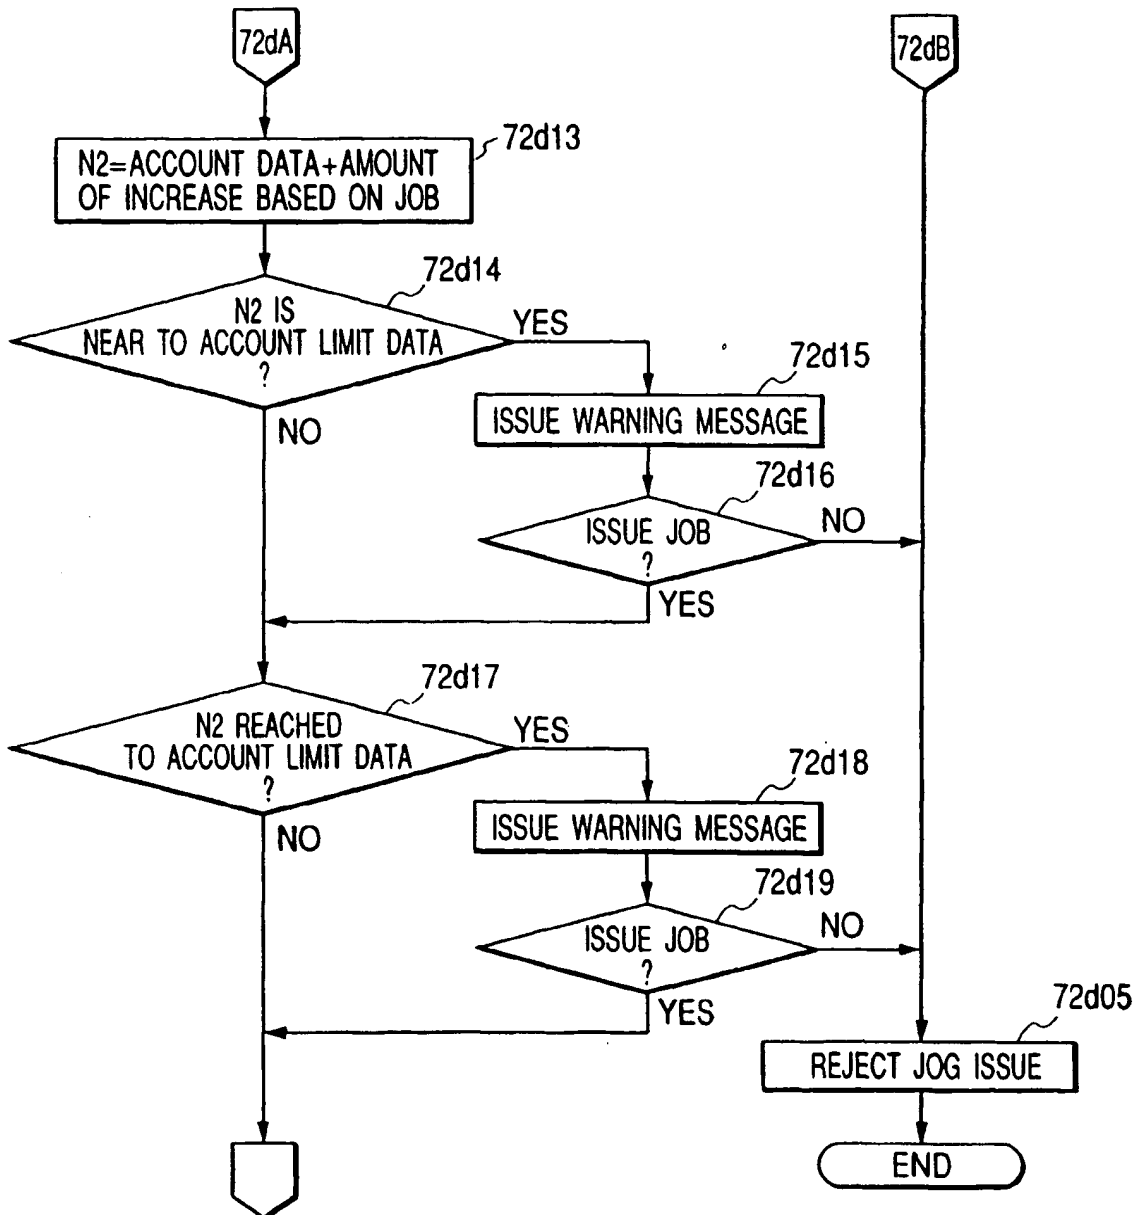 72dA
72dB
72d13
N2=ACCOUNT DATA+AMOUNT
OF INCREASE BASED ON JOB
72d14
N2 IS
NEAR TO ACCOUNT LIMIT DATA
?
YES
NO
72d15
ISSUE WARNING MESSAGE
72d16
ISSUE JOB
?
NO
YES
72d17
N2 REACHED
TO ACCOUNT LIMIT DATA
?
YES
NO
72d18
ISSUE WARNING MESSAGE
72d19
ISSUE JOB
?
NO
YES
72d05
REJECT JOG ISSUE
END